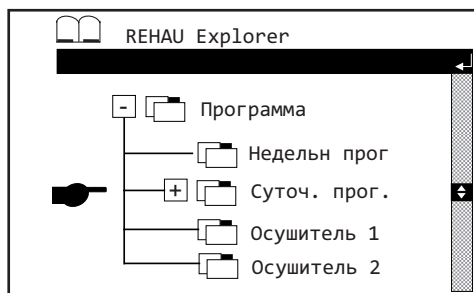 REHAU Explorer
Программа
Недельн прог
Суточ. прог.
Осушитель 1
Осушитель 2